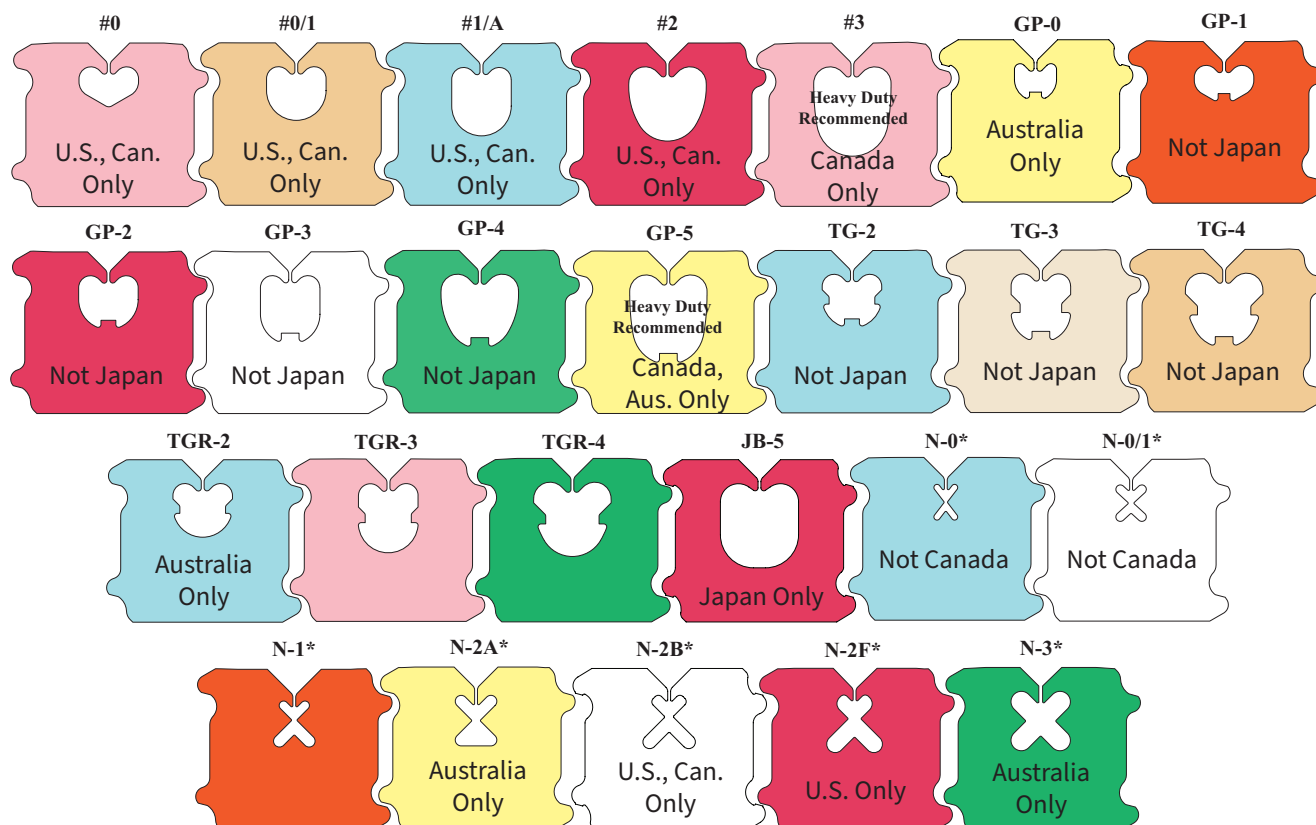 #0 #0/1 #1/A #2 #3 GP-0 GP-1
U.S., Can.
Only
U.S., Can.
Only
U.S., Can.
Only
U.S., Can.
Only
Heavy Duty
Recommended
Canada
Only
Australia
Only
Not Japan
GP-2 GP-3 GP-4 GP-5 TG-2 TG-3 TG-4
Not Japan
Not Japan
Not Japan
Heavy Duty
Recommended
Canada,
Aus. Only
Not Japan
Not Japan
Not Japan
TGR-2 TGR-3 TGR-4 JB-5 N-0* N-0/1*
Australia
Only
Japan Only
Not Canada
Not Canada
N-1* N-2A* N-2B* N-2F* N-3*
Australia
Only
U.S., Can.
Only
U.S. Only
Australia
Only